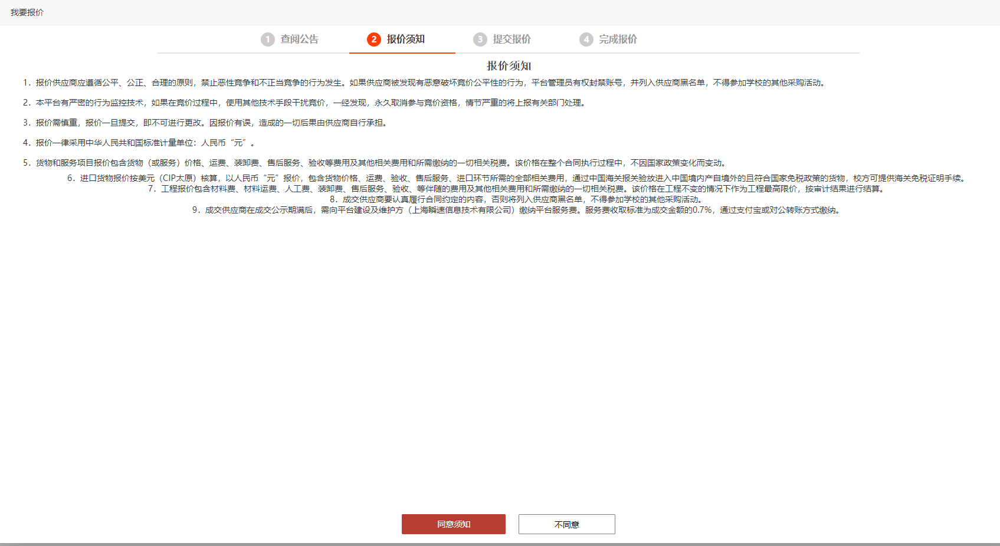 我要报价
1 查阅公告 2 报价须知 3 提交报价 4 完成报价
报价须知
1. 报价供应商应遵循公平、公正、合理的原则，禁止恶性竞争和不正当竞争的行为发生。如果供应商被发现有恶意破坏竞价公平性的行为，平台管理员有权封禁账号，并列入供应商黑名单，不得参加学校的其他采购活动。
2. 本平台有严密的行为监控技术，如果在竞价过程中，使用其他技术手段干扰竞价，一经发现，永久取消参与竞价资格，情节严重的将上报有关部门处理。
3. 报价需慎重，报价一旦提交，即不可进行更改。因报价有误，造成的一切后果由供应商自行承担。
4. 报价一律采用中华人民共和国标准计量单位：人民币“元”。
5. 货物和服务项目报价包含货物（或服务）价格、运费、装卸费、售后服务、验收等费用及其他相关费用和所需缴纳的一切相关税费。该价格在整个合同执行过程中，不因国家政策变化而变动。
6. 进口货物报价按美元（CIP太原）核算，以人民币“元”报价，包含货物价格、运费、验收、售后服务、进口环节所需的全部相关费用，通过中国海关报关验放进入中国境内产自境外的且符合国家免税政策的货物，校方可提供海关免税证明手续。
7. 工程报价包含材料费、材料运费、人工费、装卸费、售后服务、验收、等伴随的费用及其他相关费用和所需缴纳的一切相关税费。该价格在工程不变的情况下作为工程最高限价，按审计结果进行结算。
8. 成交供应商要认真履行合同约定的内容，否则将列入供应商黑名单，不得参加学校的其他采购活动。
9. 成交供应商在成交公示期满后，需向平台建设及维护方（上海瞬速信息技术有限公司）缴纳平台服务费。服务费收取标准为成交金额的0.7%，通过支付宝或对公转账方式缴纳。
同意须知 不同意